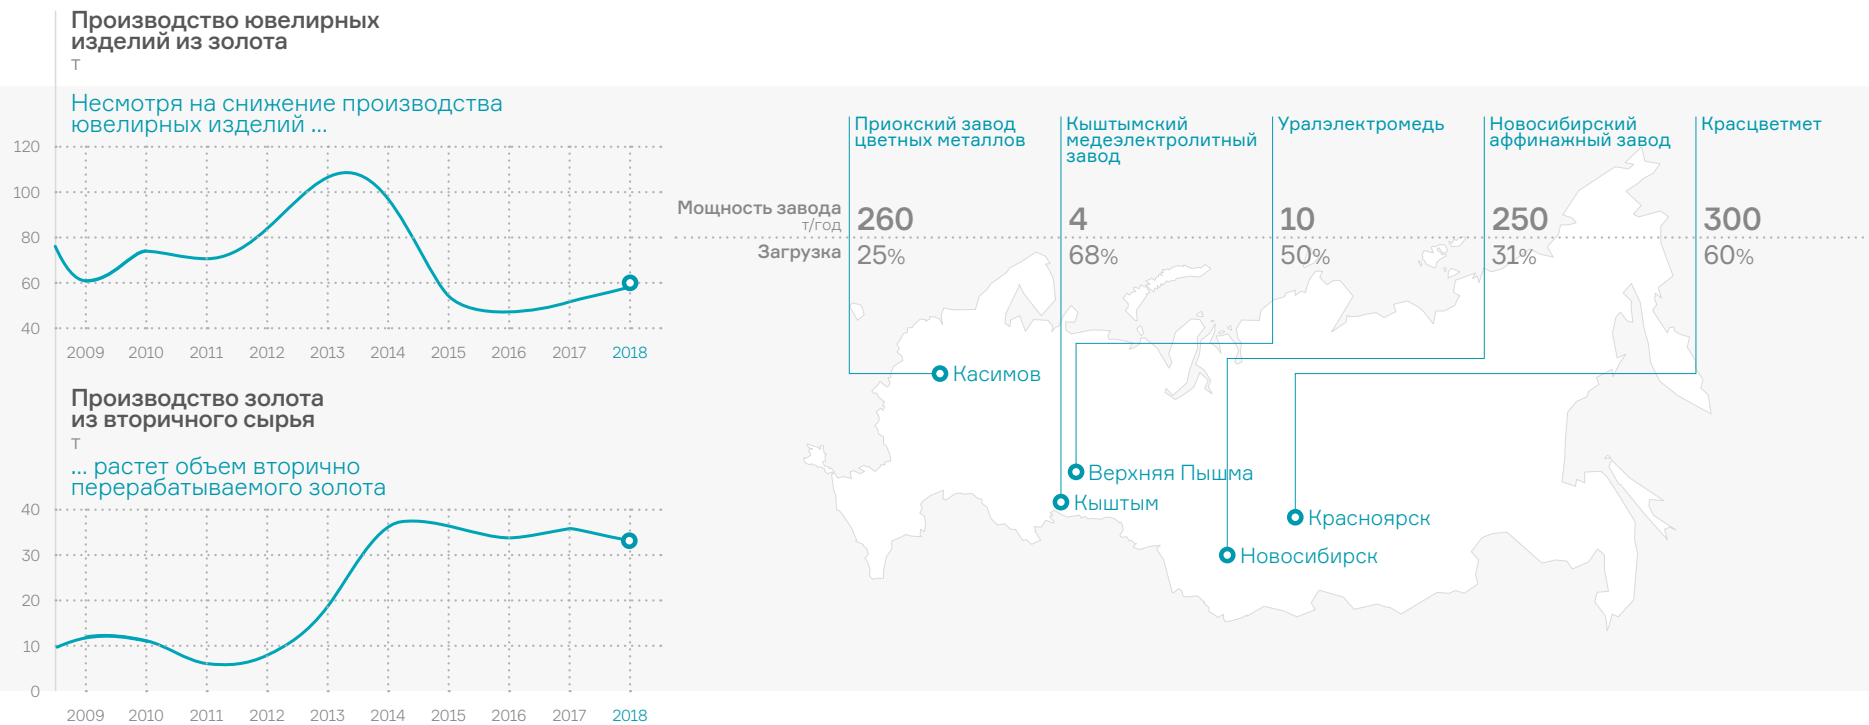 Производство ювелирных
изделий из золота
т
Несмотря на снижение производства
ювелирных изделий ...
120
100
80
60
40
2009 2010 2011 2012 2013 2014 2015 2016 2017 2018
Производство золота
из вторичного сырья
т
... растет объем вторично
перерабатываемого золота
40
30
20
10
0
2009 2010 2011 2012 2013 2014 2015 2016 2017 2018
Приокский завод
цветных металлов
Кыштымский
медеэлектролитный
завод
Уралэлектромедь
Новосибирский
аффинажный завод
Красцветмет
Мощность завода
т/год
260 4 10 250 300
Загрузка 25% 68% 50% 31% 60%
Касимов
Верхняя Пышма
Кыштым
Красноярск
Новосибирск